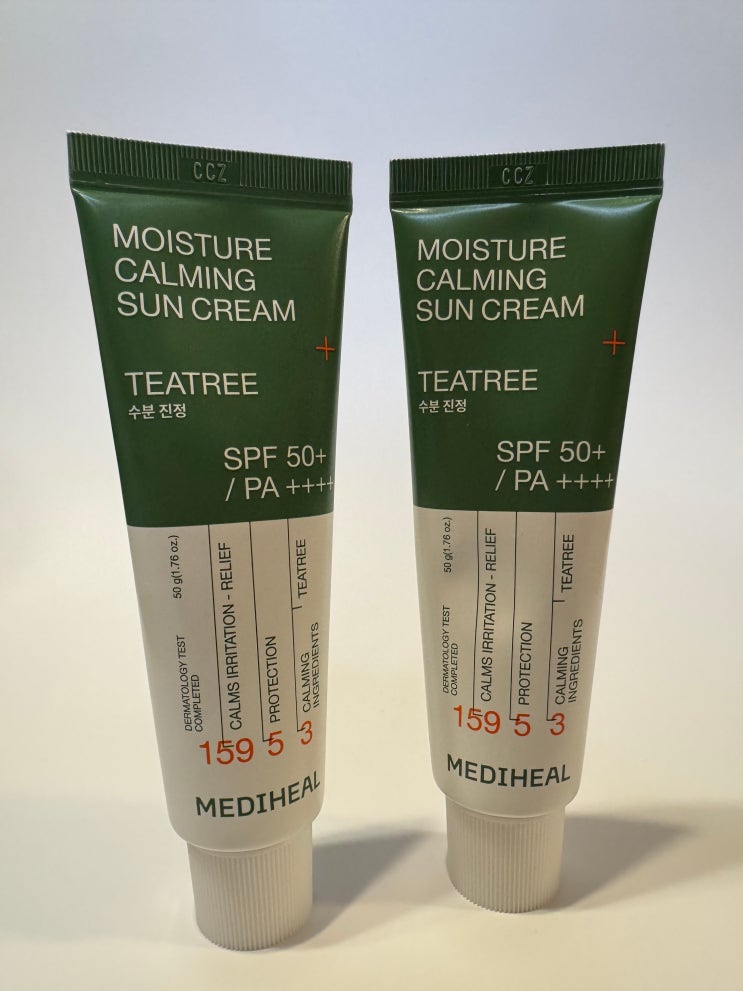 CCZ
MOISTURE
CALMING
SUN CREAM
TEATREE
수분 진정
SPF 50+
/ PA ++++
50 g(1.76 oz.)
DERMATOLOGY TEST
COMPLETED
CALMS IRRITATION - RELIEF
PROTECTION
TEATREE
CALMING
INGREDIENTS
159 5 3
MEDIHEAL
CCZ
MOISTURE
CALMING
SUN CREAM
TEATREE
수분 진정
SPF 50+
/ PA ++++
50 g(1.76 oz.)
DERMATOLOGY TEST
COMPLETED
CALMS IRRITATION - RELIEF
PROTECTION
TEATREE
CALMING
INGREDIENTS
159 5 3
MEDIHEAL